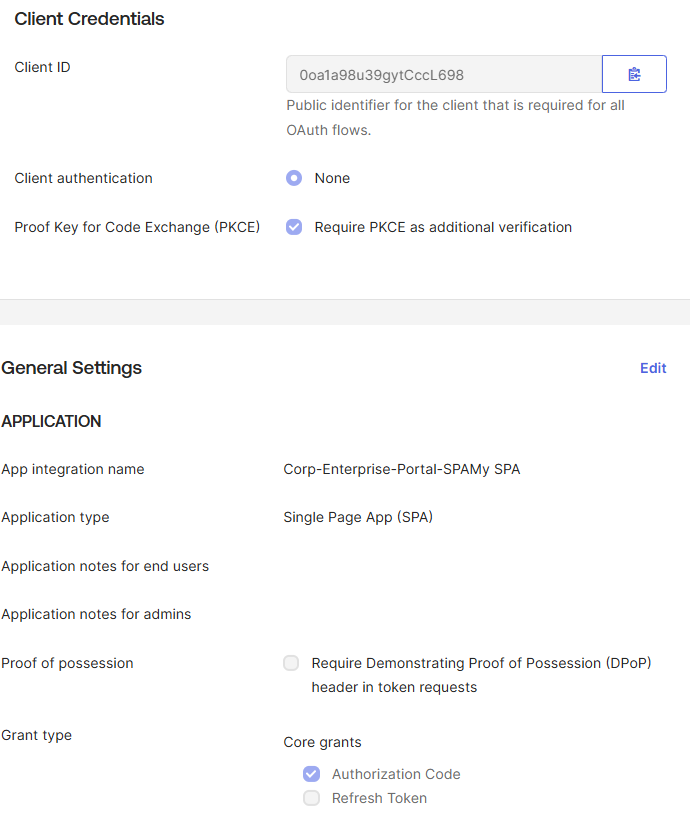 Client Credentials
Client ID
0oa1a98u39gytCccL698
Public identifier for the client that is required for all
OAuth flows.
Client authentication
None
Proof Key for Code Exchange (PKCE)
Require PKCE as additional verification
General Settings
Edit
APPLICATION
App integration name
Corp-Enterprise-Portal-SPAMy SPA
Application type
Single Page App (SPA)
Application notes for end users
Application notes for admins
Proof of possession
Require Demonstrating Proof of Possession (DPoP)
header in token requests
Grant type
Core grants
Authorization Code
Refresh Token